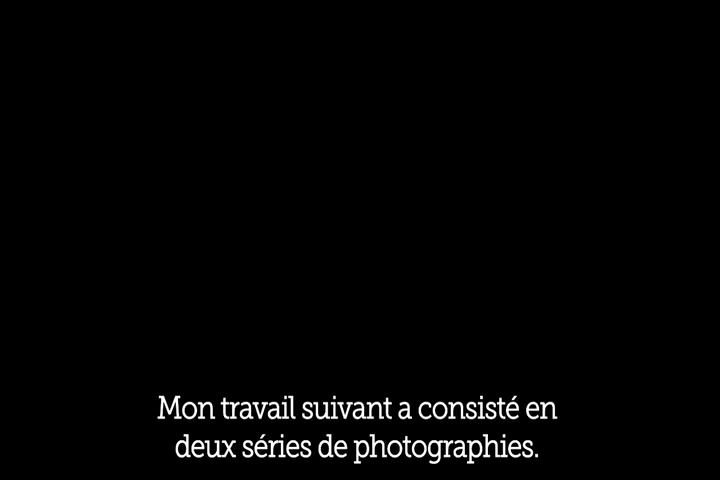 Mon travail suivant a consisté en
deux séries de photographies.